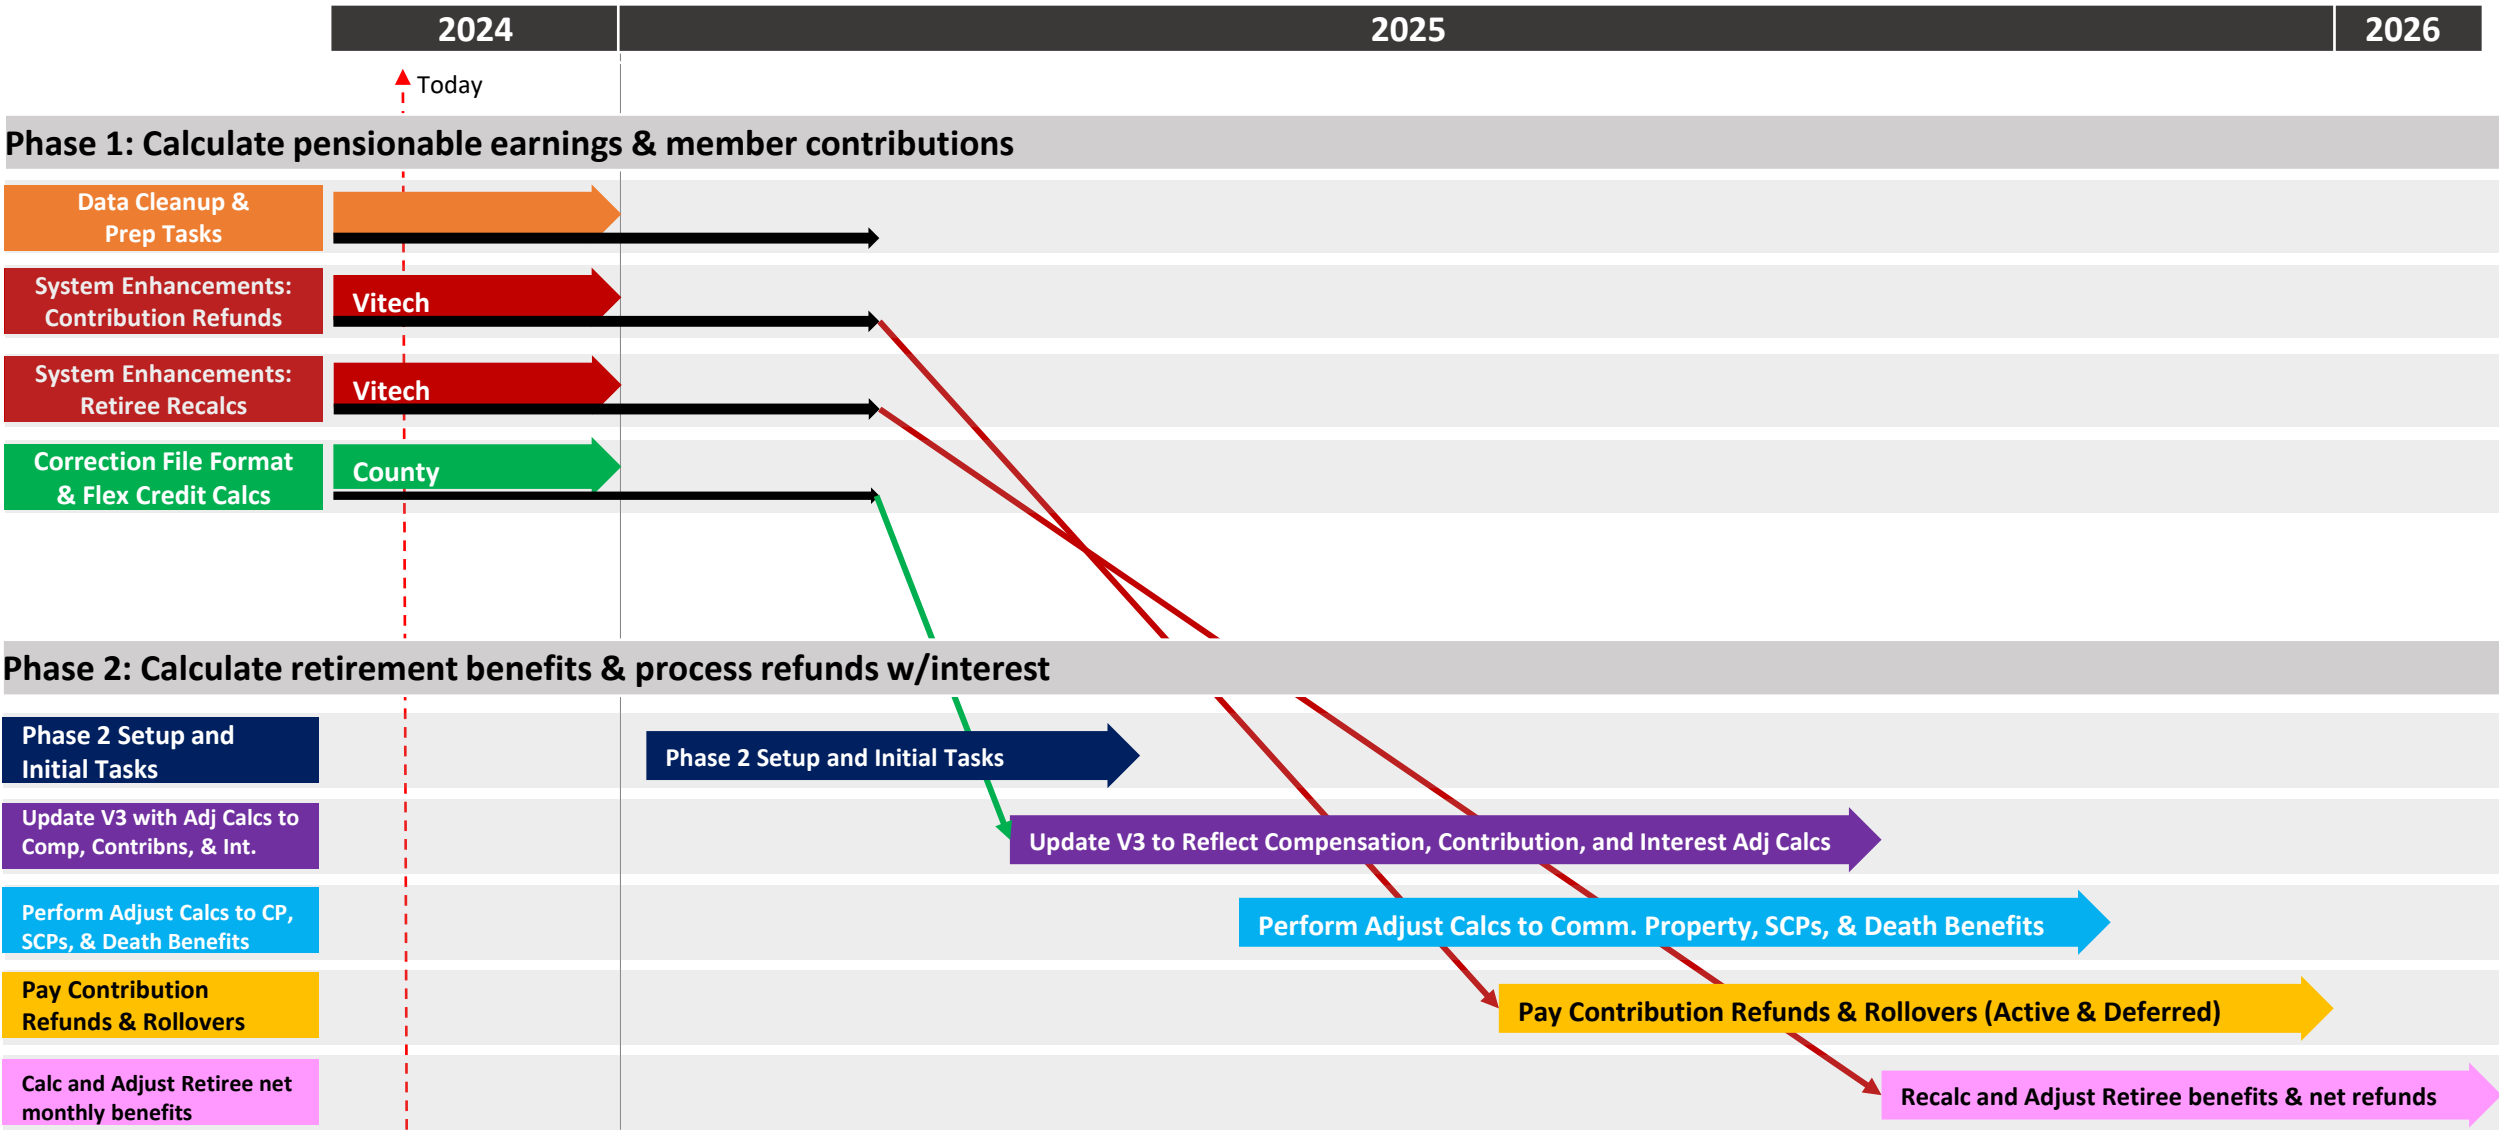 2024
2025
2026
Today
Phase 1: Calculate pensionable earnings & member contributions
Data Cleanup &
Prep Tasks
System Enhancements:
Contribution Refunds
Vitech
System Enhancements:
Retiree Recalcs
Vitech
Correction File Format
& Flex Credit Calcs
County
Phase 2: Calculate retirement benefits & process refunds w/interest
Phase 2 Setup and
Initial Tasks
Phase 2 Setup and Initial Tasks
Update V3 with Adj Calcs to
Comp, Contribns, & Int.
Update V3 to Reflect Compensation, Contribution, and Interest Adj Calcs
Perform Adjust Calcs to CP,
SCPs, & Death Benefits
Perform Adjust Calcs to Comm. Property, SCPs, & Death Benefits
Pay Contribution
Refunds & Rollovers
Pay Contribution Refunds & Rollovers (Active & Deferred)
Calc and Adjust Retiree net
monthly benefits
Recalc and Adjust Retiree benefits & net refunds